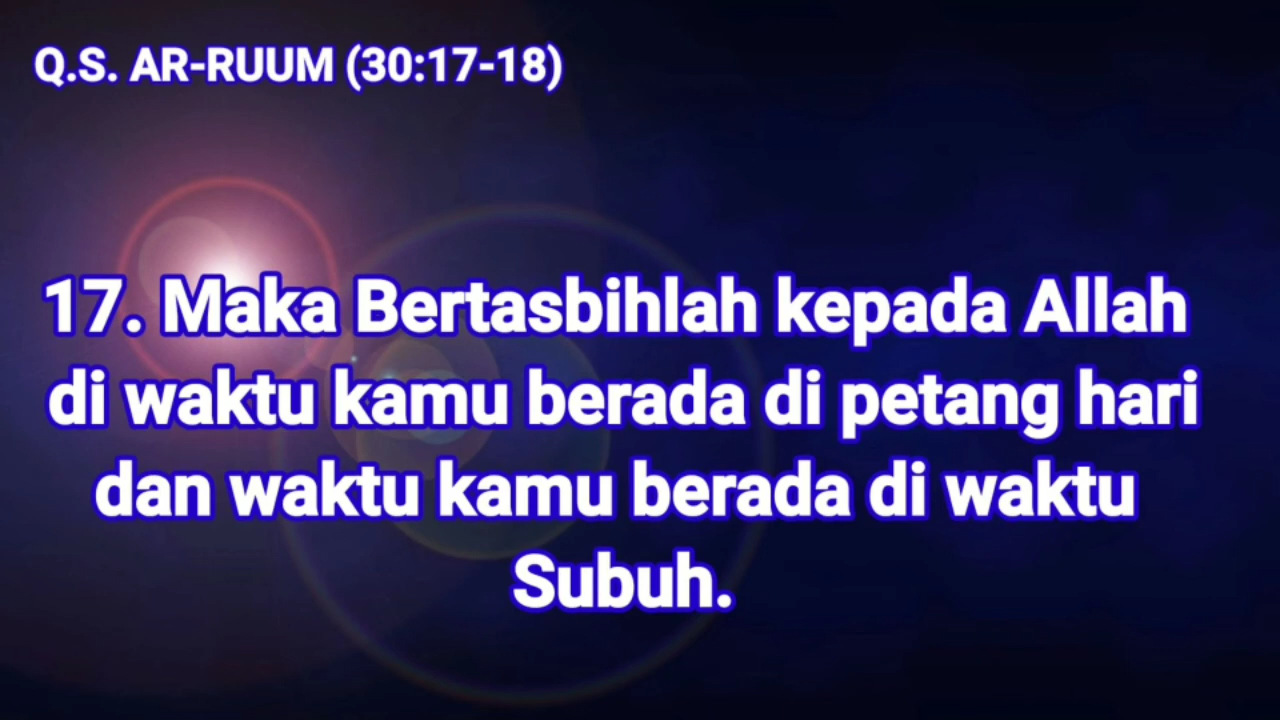 Q.S. AR-RUUM (30:17-18)
17. Maka Bertasbihlah kepada Allah
di waktu kamu berada di petang hari
dan waktu kamu berada di waktu
Subuh.